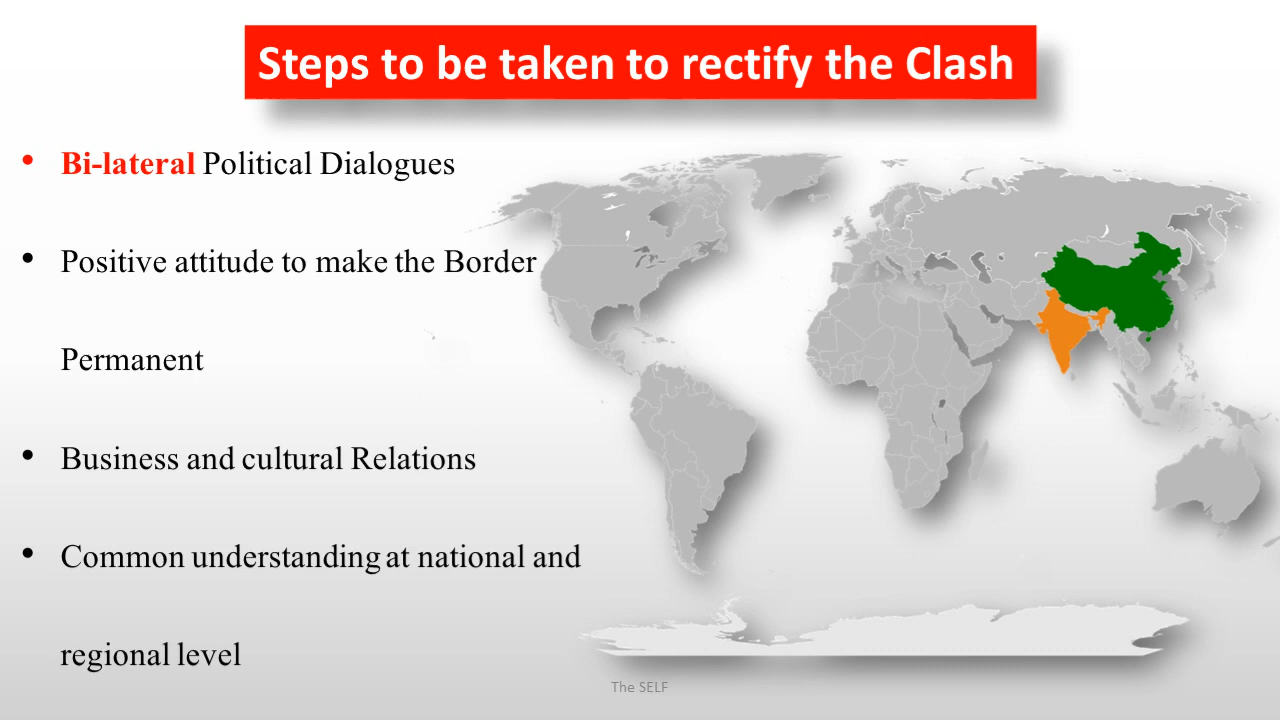 Steps to be taken to rectify the Clash
• Bi-lateral Political Dialogues
• Positive attitude to make the Border
Permanent
• Business and cultural Relations
• Common understanding at national and
regional level
The SELF